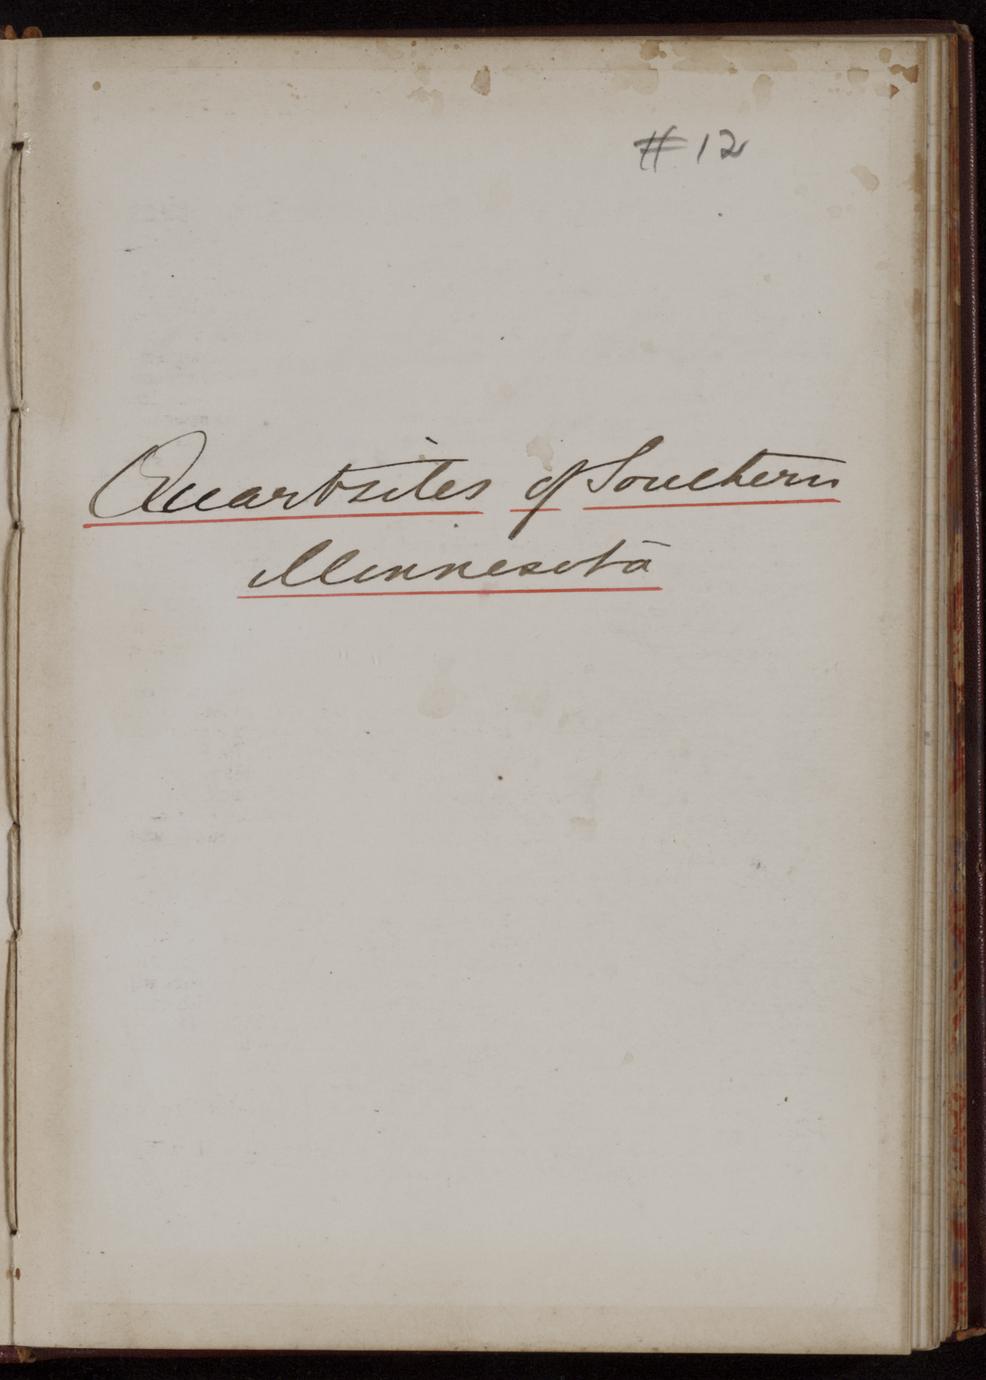 #12
Quartzites of Southern
Minnesota